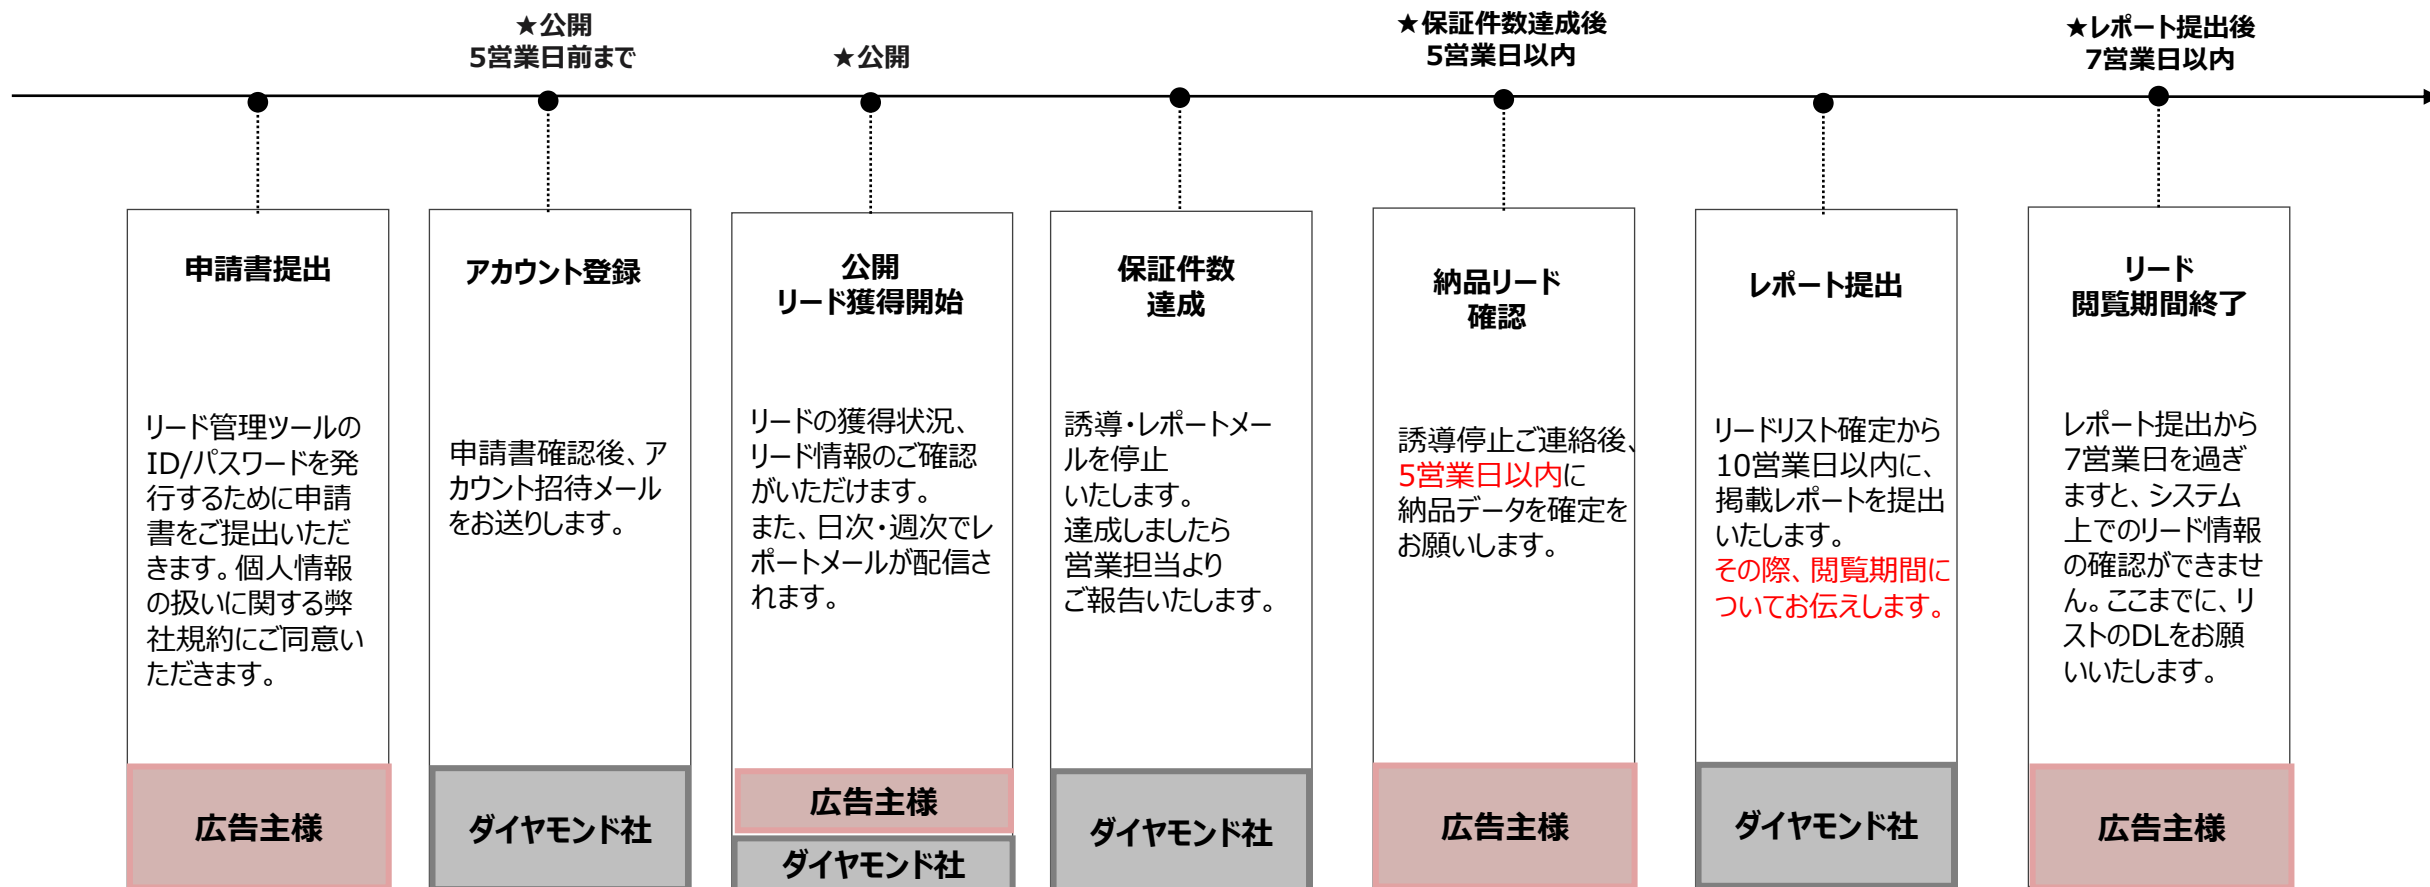 ★公開
5営業日前まで
★公開
★保証件数達成後
5営業日以内
★レポート提出後
7営業日以内
申請書提出
リード管理ツールの
ID/パスワードを発
行するために申請
書をご提出いただ
きます。個人情報
の扱いに関する弊
社規約にご同意い
ただきます。
広告主様
アカウント登録
申請書確認後、ア
カウント招待メール
をお送りします。
ダイヤモンド社
公開
リード獲得開始
リードの獲得状況、
リード情報のご確認
がいただけます。
また、日次・週次でレ
ポートメールが配信さ
れます。
広告主様
ダイヤモンド社
保証件数
達成
誘導・レポートメー
ルを停止
いたします。
達成しましたら
営業担当より
ご報告いたします。
ダイヤモンド社
納品リード
確認
誘導停止ご連絡後、
5営業日以内に
納品データを確定を
お願いします。
広告主様
レポート提出
リードリスト確定から
10営業日以内に、
掲載レポートを提出
いたします。
その際、閲覧期間に
ついてお伝えします。
ダイヤモンド社
リード
閲覧期間終了
レポート提出から
7営業日を過ぎ
ますと、システム
上でのリード情報
の確認ができませ
ん。ここまでに、リ
ストのDLをお願
いいたします。
広告主様